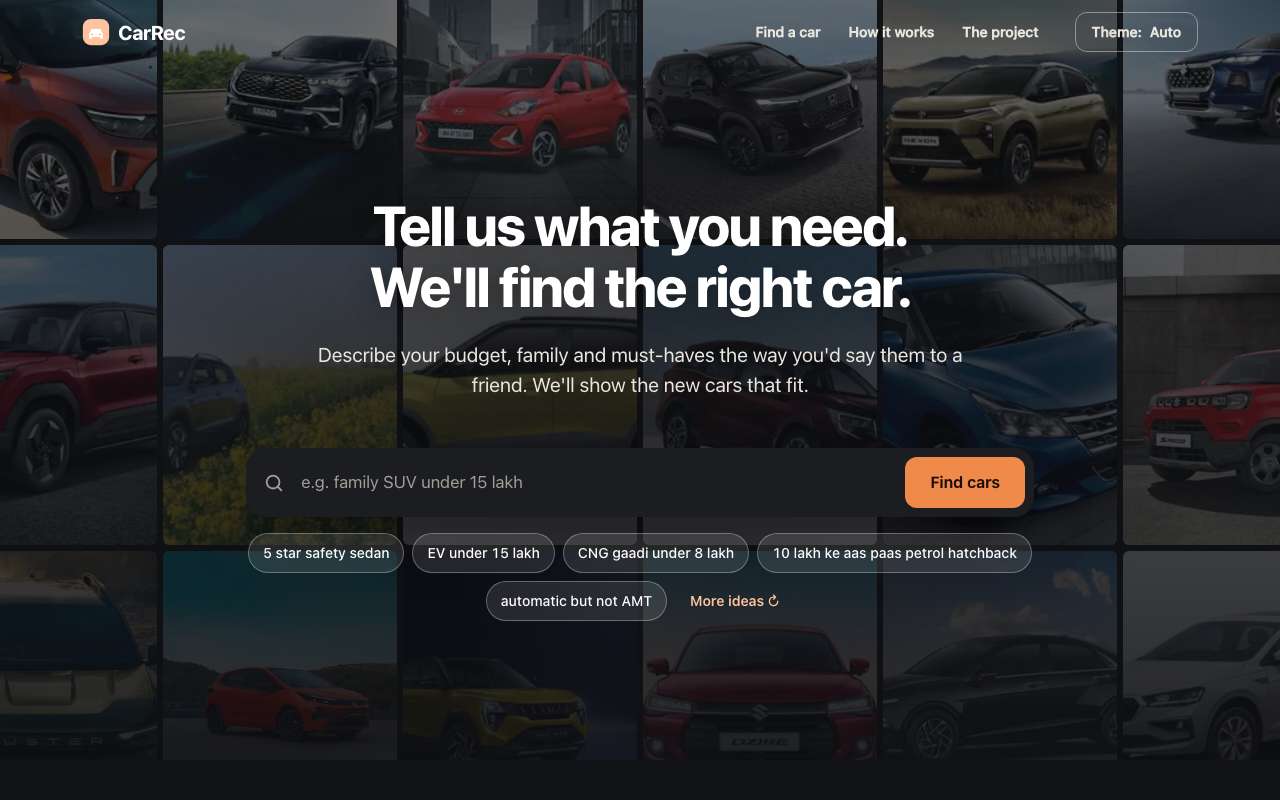 CarRec
Find a car
How it works
The project
Theme: Auto
NEXON
Tell us what you need.
We'll find the right car.
Describe your budget, family and must-haves the way you'd say them to a
friend. We'll show the new cars that fit.
e.g. family SUV under 15 lakh
Find cars
5 star safety sedan
EV under 15 lakh
CNG gaadi under 8 lakh
10 lakh ke aas paas petrol hatchback
automatic but not AMT
More ideas ↻
DZIRE